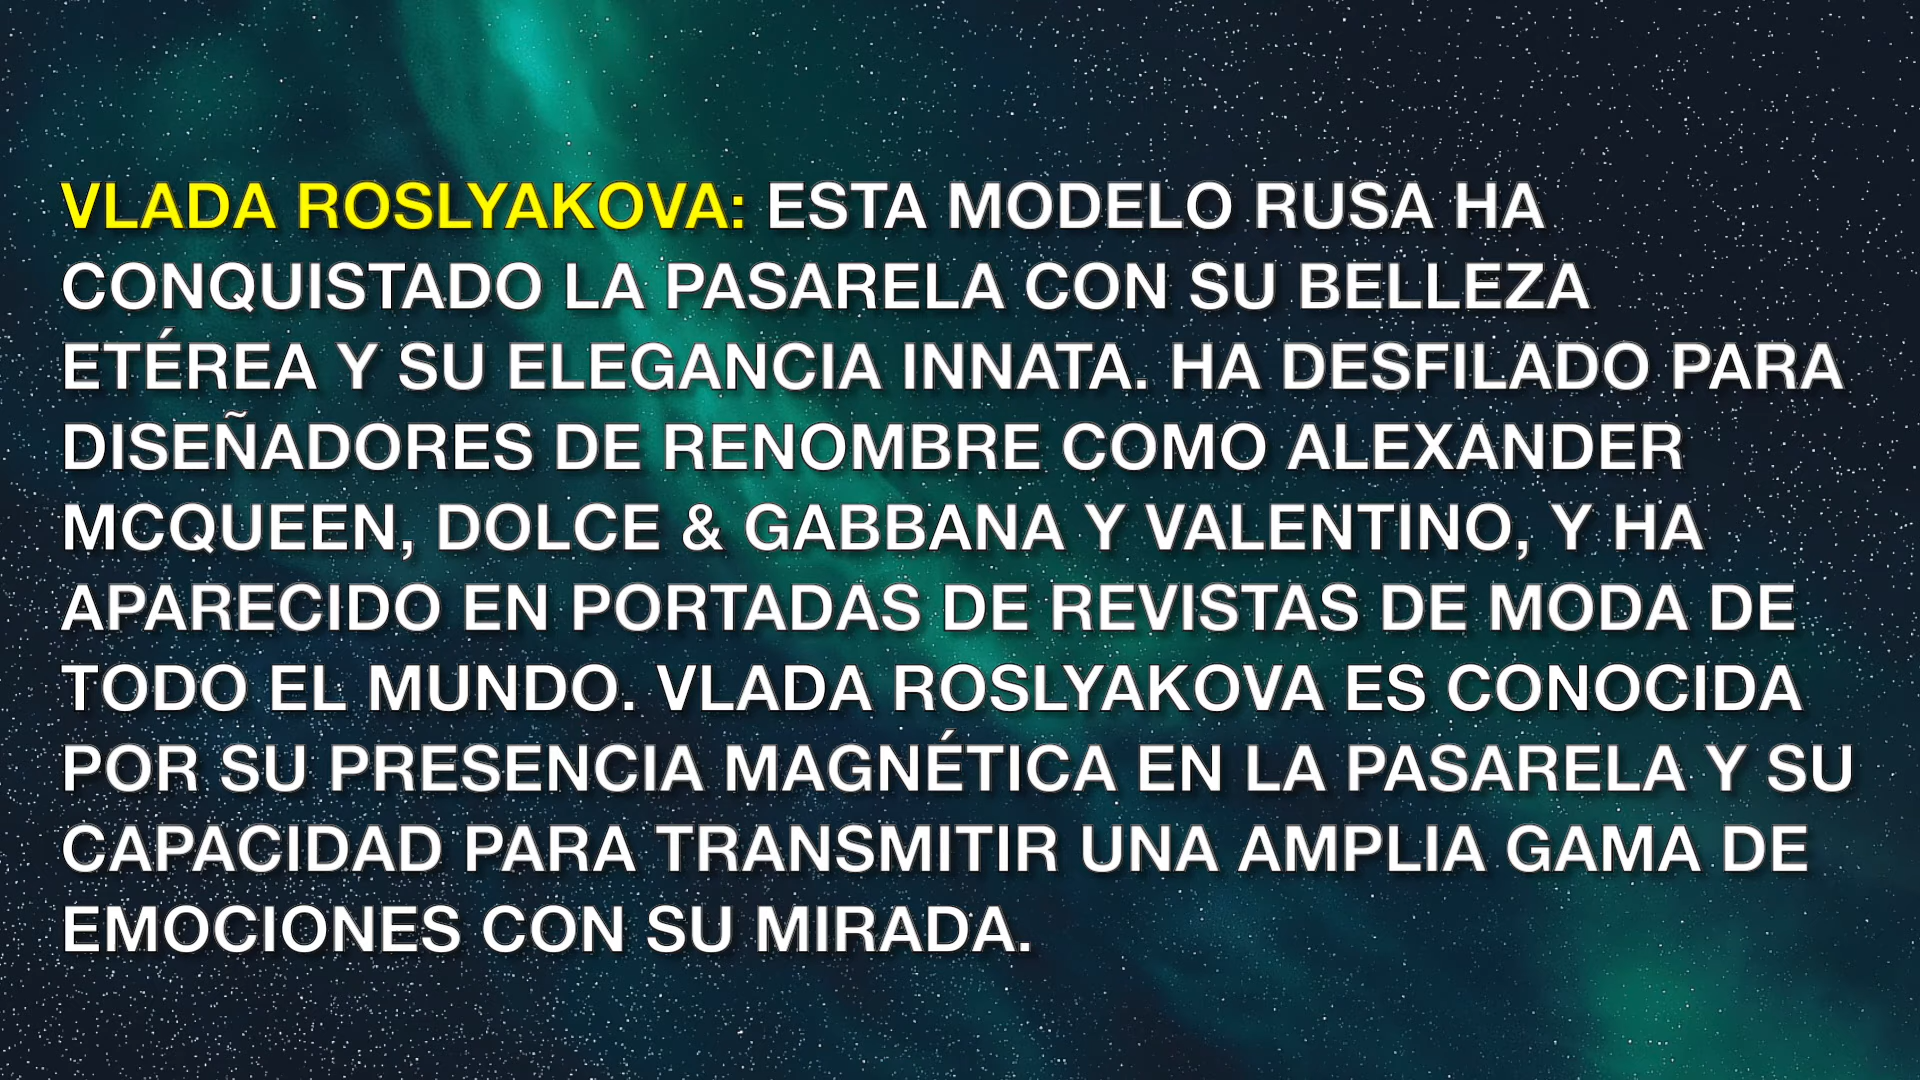 VLADA ROSLYAKOVA: ESTA MODELO RUSA HA
CONQUISTADO LA PASARELA CON SU BELLEZA
ETÉREA Y SU ELEGANCIA INNATA. HA DESFILADO PARA
DISEÑADORES DE RENOMBRE COMO ALEXANDER
MCQUEEN, DOLCE & GABBANA Y VALENTINO, Y HA
APARECIDO EN PORTADAS DE REVISTAS DE MODA DE
TODO EL MUNDO. VLADA ROSLYAKOVA ES CONOCIDA
POR SU PRESENCIA MAGNÉTICA EN LA PASARELA Y SU
CAPACIDAD PARA TRANSMITIR UNA AMPLIA GAMA DE
EMOCIONES CON SU MIRADA.